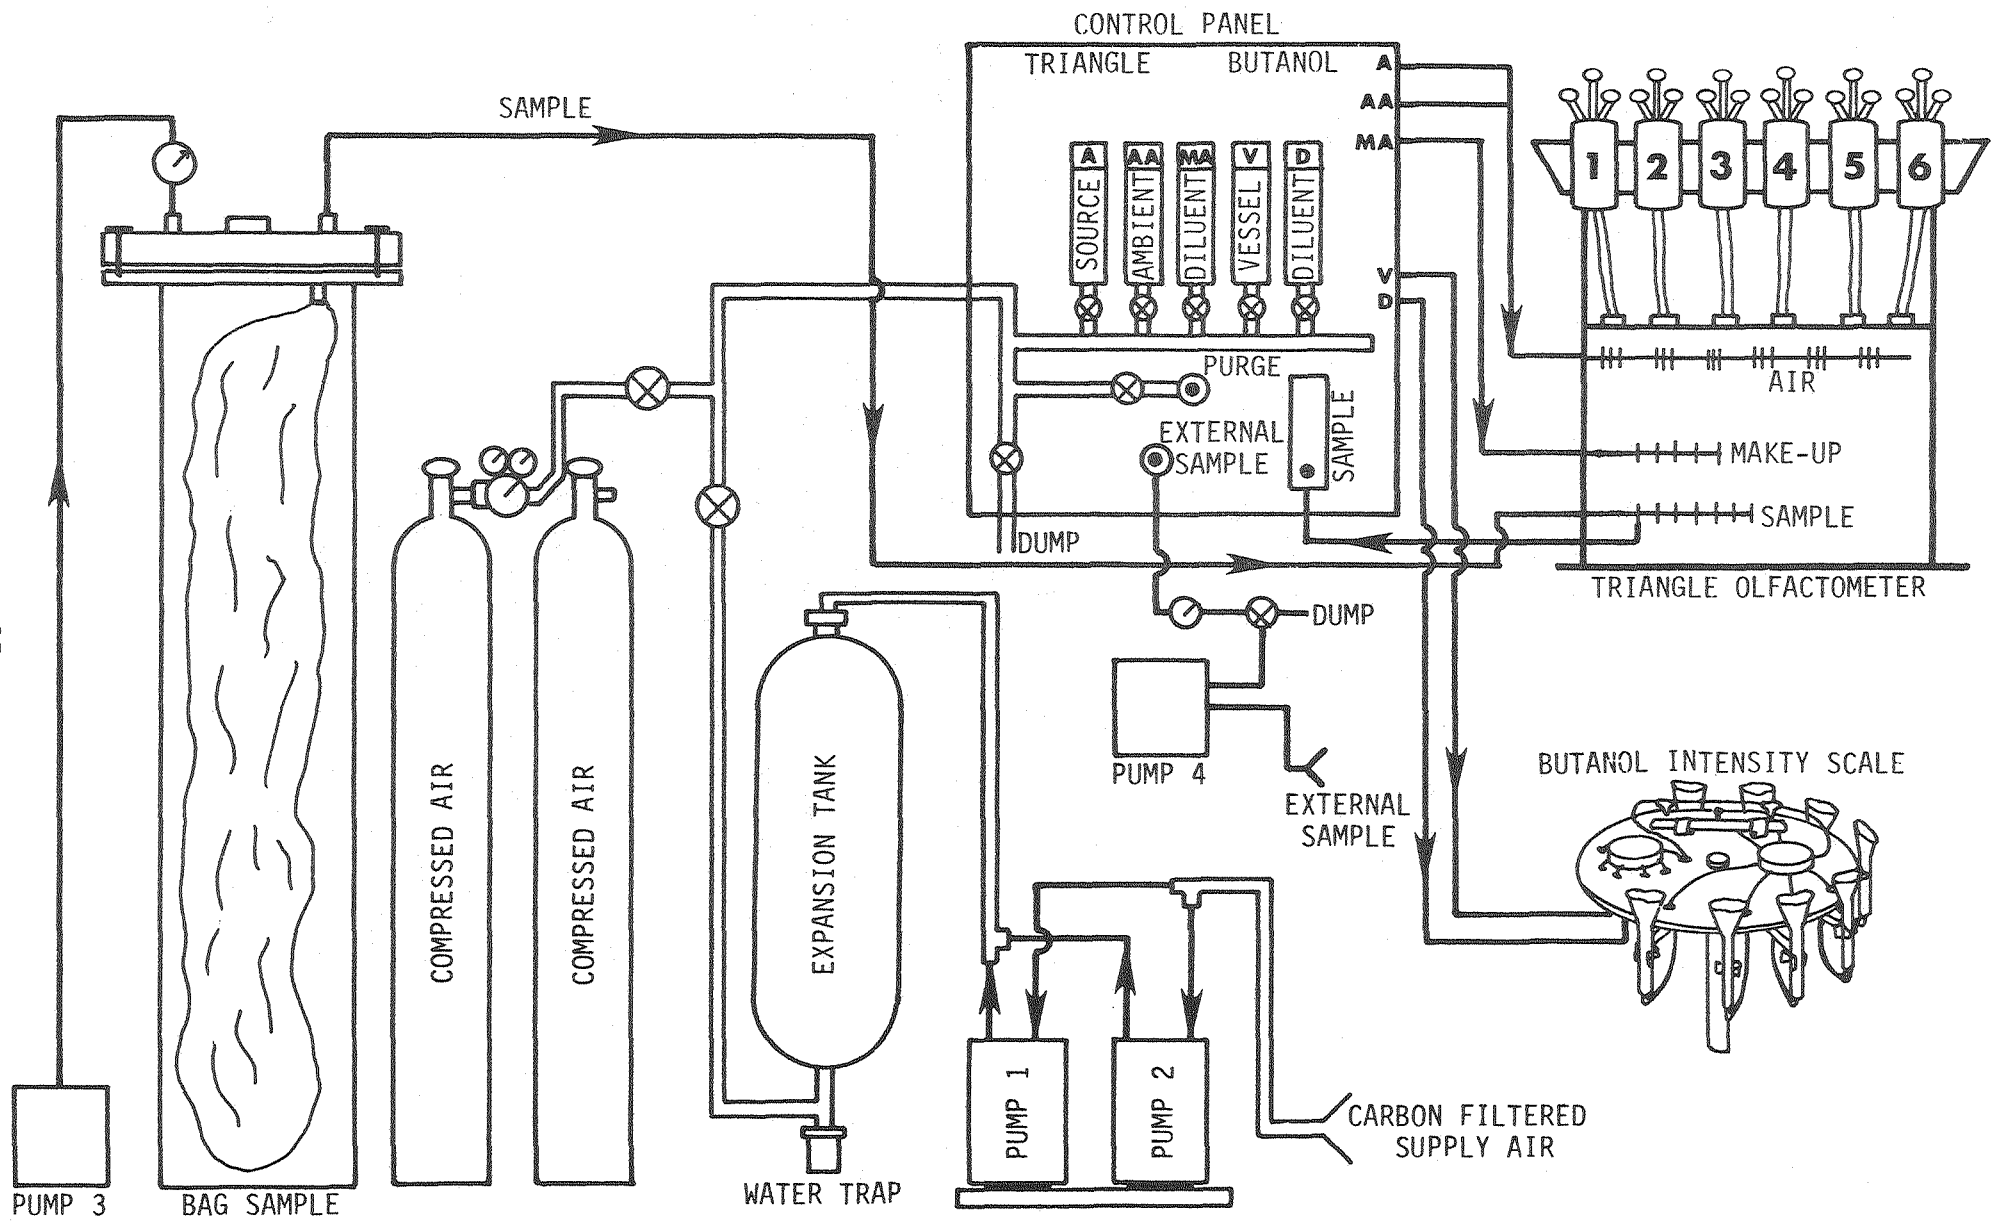 CONTROL PANEL
TRIANGLE BUTANOL
A
AA
MA
V
D
A AA MA V D
SOURCE
AMBIENT
DILUENT
VESSEL
DILUENT
PURGE
EXTERNAL
SAMPLE
SAMPLE
DUMP
SAMPLE
1 2 3 4 5 6
AIR
MAKE-UP
SAMPLE
TRIANGLE OLFACTOMETER
DUMP
PUMP 4
EXTERNAL
SAMPLE
BUTANOL INTENSITY SCALE
COMPRESSED AIR
COMPRESSED AIR
EXPANSION TANK
WATER TRAP
PUMP 1
PUMP 2
CARBON FILTERED
SUPPLY AIR
PUMP 3
BAG SAMPLE